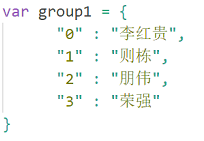 var group1 = {
"0" : "李红贵",
"1" : "则栋",
"2" : "朋伟",
"3" : "荣强"
}